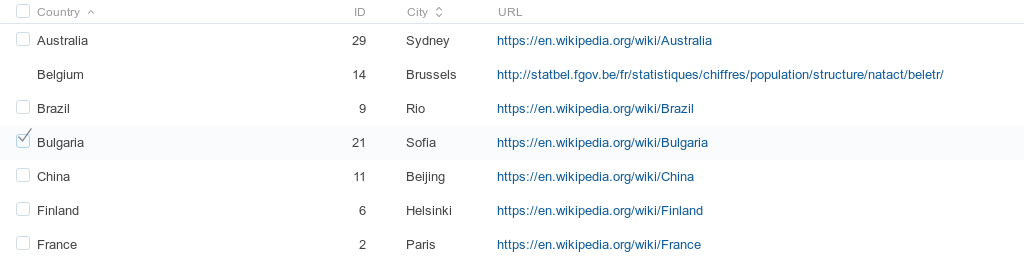 Country ID City URL
Australia 29 Sydney https://en.wikipedia.org/wiki/Australia
Belgium 14 Brussels http://statbel.fgov.be/fr/statistiques/chiffres/population/structure/natact/beletr/
Brazil 9 Rio https://en.wikipedia.org/wiki/Brazil
Bulgaria 21 Sofia https://en.wikipedia.org/wiki/Bulgaria
China 11 Beijing https://en.wikipedia.org/wiki/China
Finland 6 Helsinki https://en.wikipedia.org/wiki/Finland
France 2 Paris https://en.wikipedia.org/wiki/France